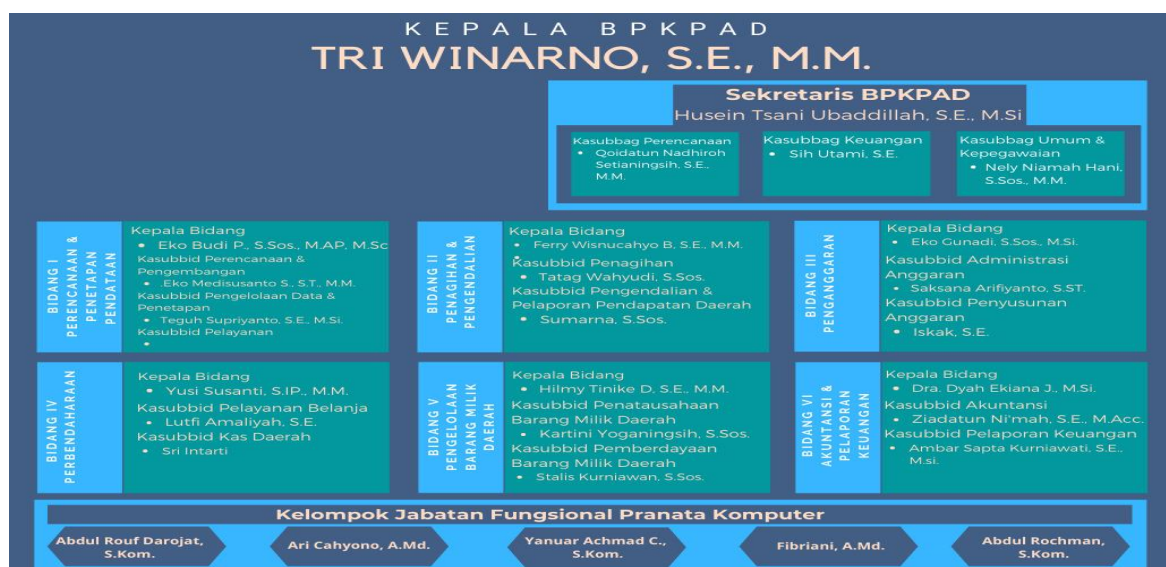 KEPALA BPKPAD
TRI WINARNO, S.E., M.M.
Sekretaris BPKPAD
Husein Tsani Ubaddillah, S.E., M.Si
Kasubbag Perencanaan
• Qoidatun Nadhiroh
Setianingsih, S.E.,
M.M.
Kasubbag Keuangan
• Sih Utami, S.E.
Kasubbag Umum &
Kepegawaian
• Nely Niamah Hani,
S.Sos., M.M.
BIDANG I
PERENCANAAN &
PENETAPAN
PENDATAAN
Kepala Bidang
• Eko Budi P., S.Sos., M.AP, M.Sc
Kasubbid Perencanaan &
Pengembangan
• .Eko Medisusanto S., S.T., M.M.
Kasubbid Pengelolaan Data &
Penetapan
• Teguh Supriyanto, S.E., M.Si.
Kasubbid Pelayanan
•
BIDANG II
PENAGIHAN &
PENGENDALIAN
Kepala Bidang
• Ferry Wisnucahyo B, S.E., M.M.
•
Kasubbid Penagihan
• Tatag Wahyudi, S.Sos.
Kasubbid Pengendalian &
Pelaporan Pendapatan Daerah
• Sumarna, S.Sos.
BIDANG III
PENGANGGARAN
Kepala Bidang
• Eko Gunadi, S.Sos., M.Si.
Kasubbid Administrasi
Anggaran
• Saksana Arifiyanto, S.ST.
Kasubbid Penyusunan
Anggaran
• Iskak, S.E.
BIDANG IV
PERBENDAHARAAN
Kepala Bidang
• Yusi Susanti, S.IP., M.M.
Kasubbid Pelayanan Belanja
• Lutfi Amaliyah, S.E.
Kasubbid Kas Daerah
• Sri Intarti
BIDANG V
PENGELOLAAN
BARANG MILIK
DAERAH
Kepala Bidang
• Hilmy Tinike D, S.E., M.M.
Kasubbid Penatausahaan
Barang Milik Daerah
• Kartini Yoganingsih, S.Sos.
Kasubbid Pemberdayaan
Barang Milik Daerah
• Stalis Kurniawan, S.Sos.
BIDANG VI
AKUNTANSI &
PELAPORAN
KEUANGAN
Kepala Bidang
• Dra. Dyah Ekiana J., M.Si.
Kasubbid Akuntansi
• Ziadatun Ni'mah, S.E., M.Acc.
Kasubbid Pelaporan Keuangan
• Ambar Sapta Kurniawati, S.E.,
M.si.
Kelompok Jabatan Fungsional Pranata Komputer
Abdul Rouf Darojat,
S.Kom.
Ari Cahyono, A.Md.
Yanuar Achmad C.,
S.Kom.
Fibriani, A.Md.
Abdul Rochman,
S.Kom.